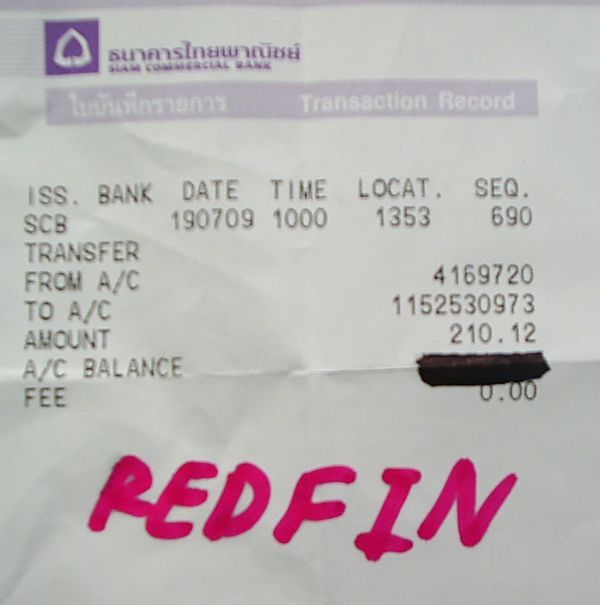 ธนาคารไทยพาณิชย์
SIAM COMMERCIAL BANK
ใบบันทึกรายการ Transaction Record
ISS. BANK DATE TIME LOCAT. SEQ.
SCB 190709 1000 1353 690
TRANSFER
FROM A/C 4169720
TO A/C 1152530973
AMOUNT 210.12
A/C BALANCE
FEE 0.00
REDFIN